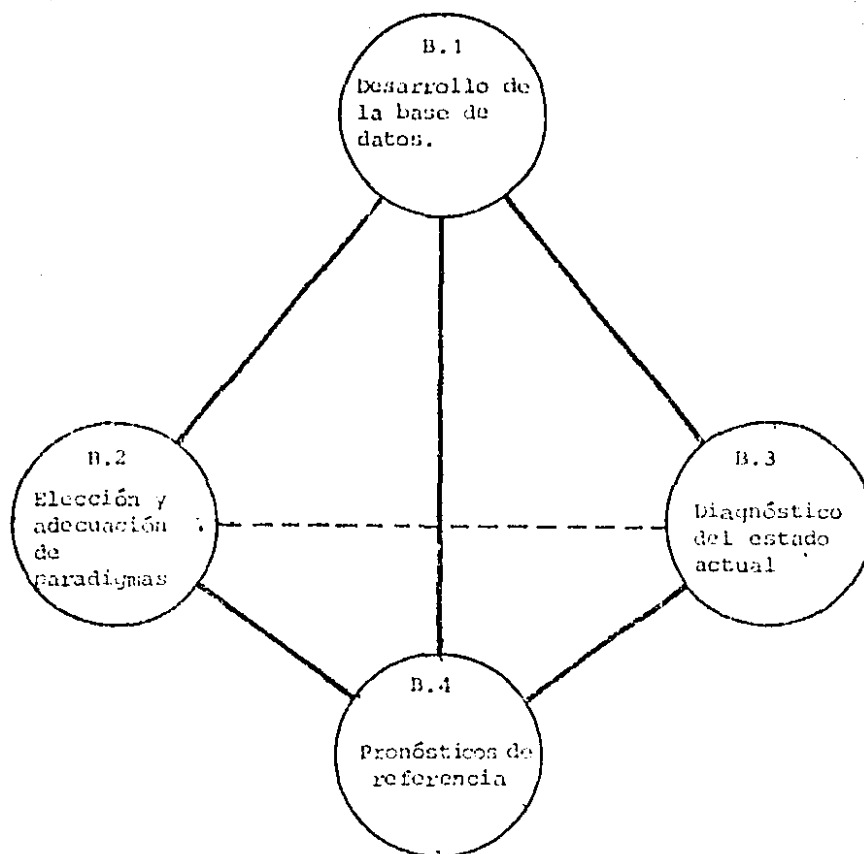 B.1
Desarrollo de
la base de
datos.
B.2
Elección y
adecuación
de
paradigmas
B.3
Diagnóstico
del estado
actual
B.4
Pronósticos de
referencia